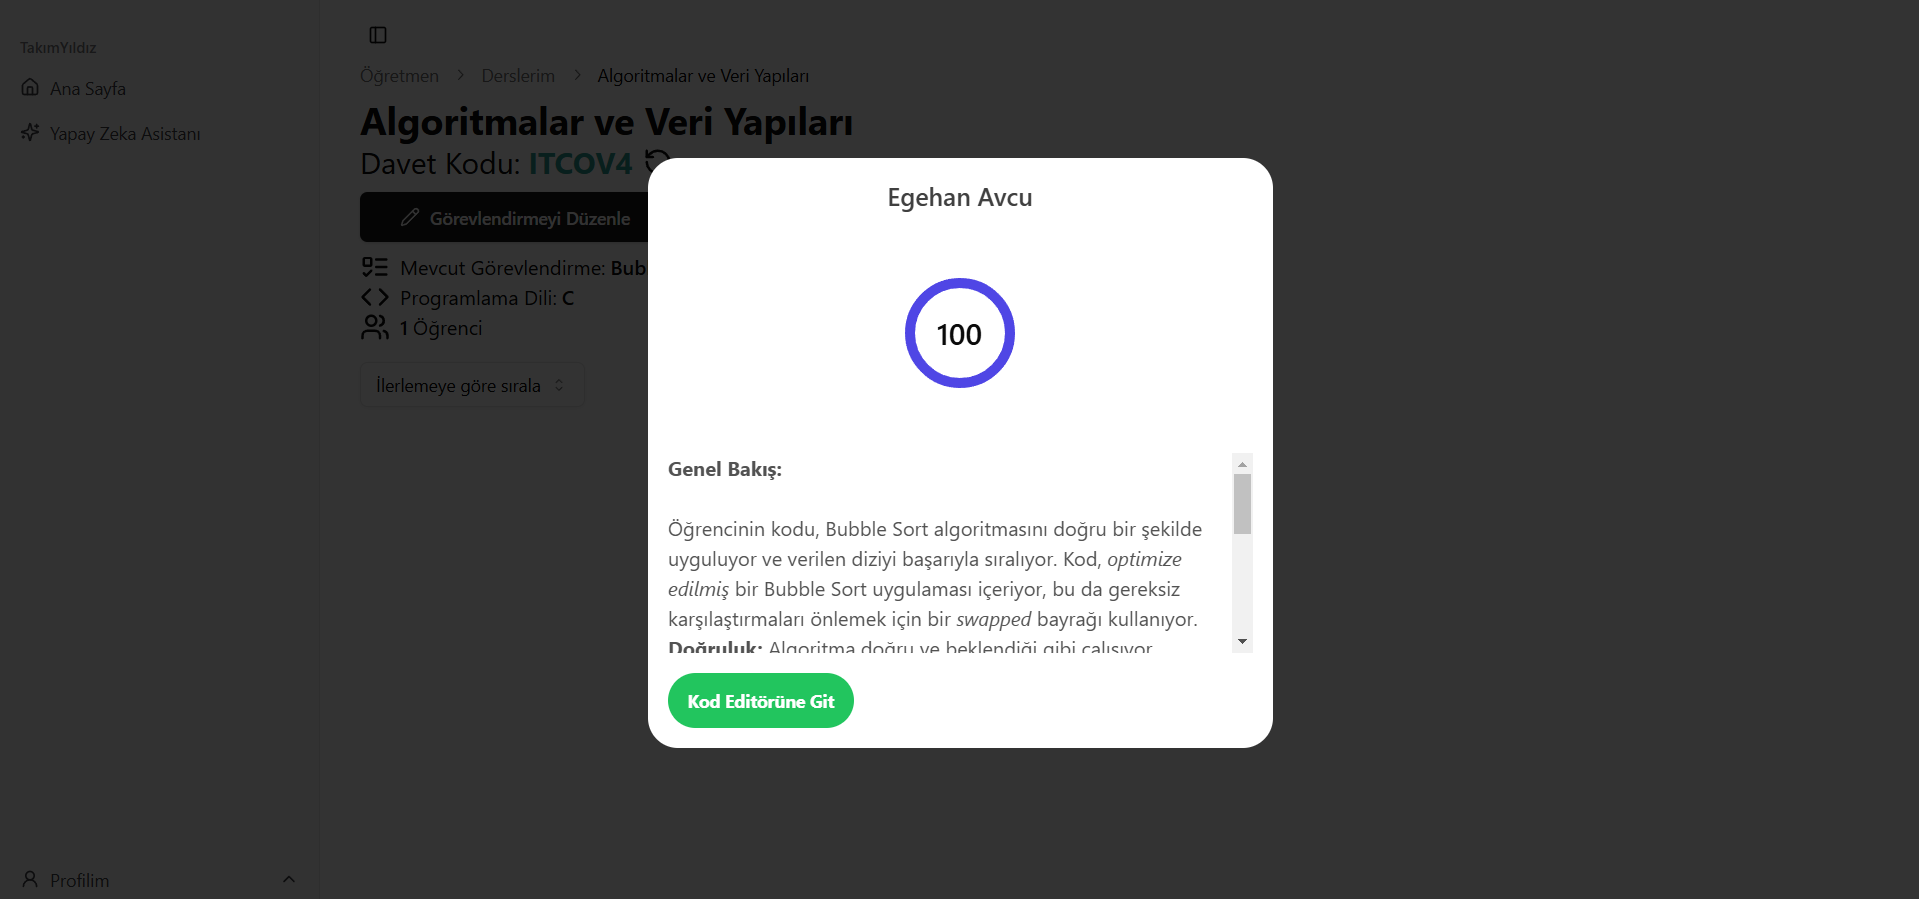 TakımYıldız
Ana Sayfa
Yapay Zeka Asistanı
Profilim
Öğretmen > Derslerim > Algoritmalar ve Veri Yapıları
Algoritmalar ve Veri Yapıları
Davet Kodu: ITCOV4
Görevlendirmeyi Düzenle
Mevcut Görevlendirme: Bub
Programlama Dili: C
1 Öğrenci
İlerlemeye göre sırala
Egehan Avcu
100
Genel Bakış:
Öğrencinin kodu, Bubble Sort algoritmasını doğru bir şekilde
uyguluyor ve verilen diziyi başarıyla sıralıyor. Kod, optimize
edilmiş bir Bubble Sort uygulaması içeriyor, bu da gereksiz
karşılaştırmaları önlemek için bir swapped bayrağı kullanıyor.
Doğruluk: Algoritma doğru ve beklendiği gibi çalışıyor
Kod Editörüne Git